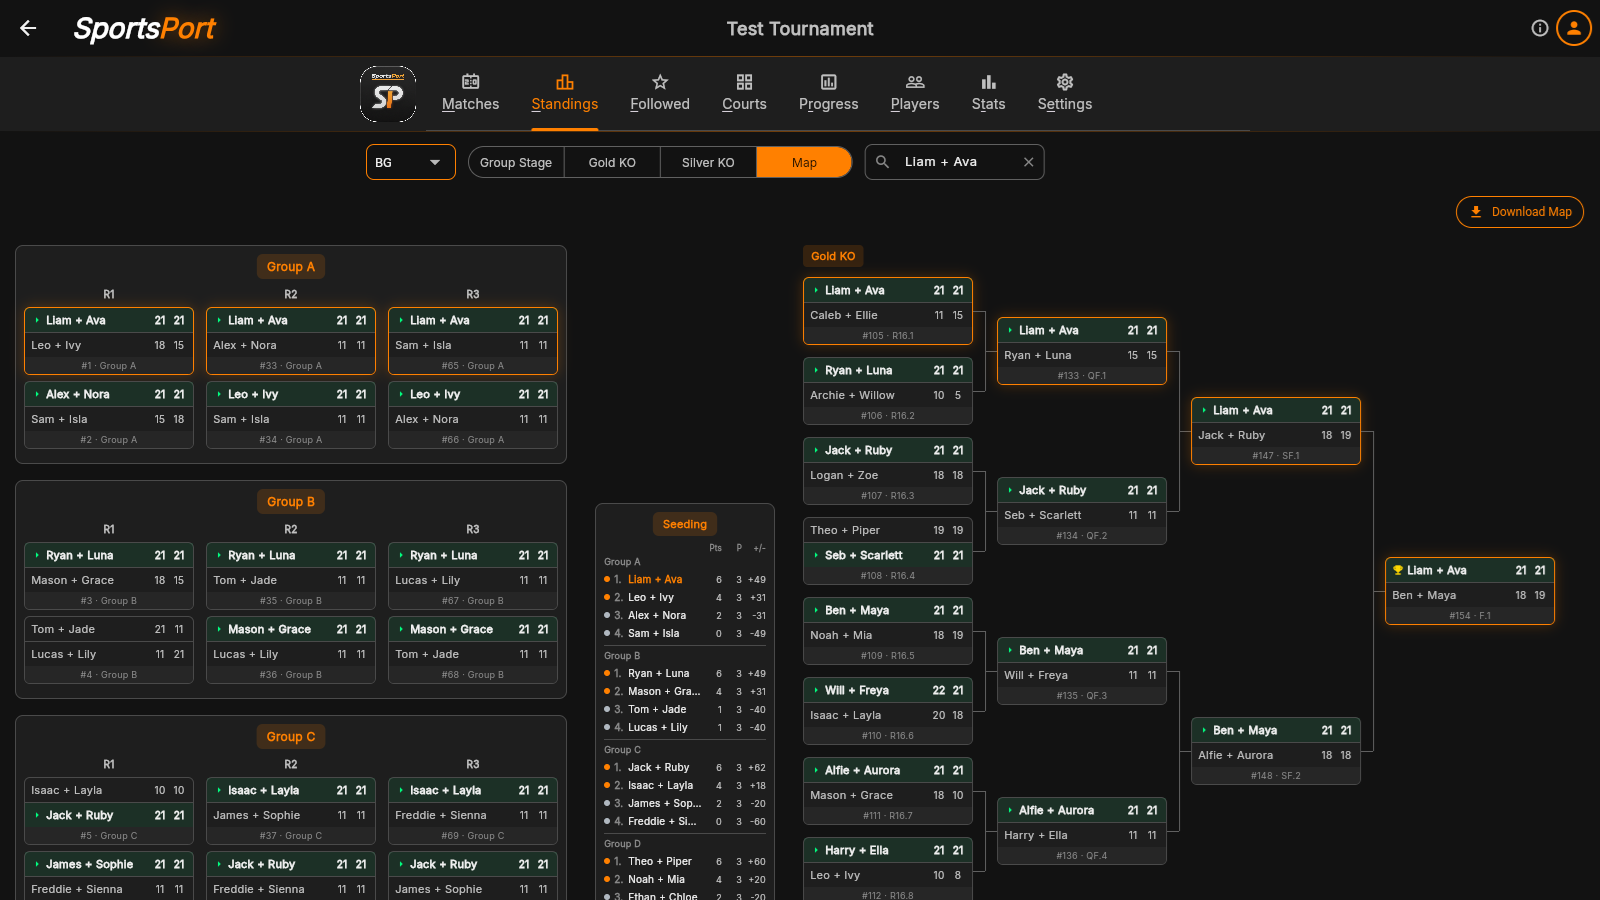 SportsPort
Test Tournament
SportsPort
SP
Matches
Standings
Followed
Courts
Progress
Players
Stats
Settings
BG
Group Stage
Gold KO
Silver KO
Map
Liam + Ava
Download Map
Group A
R1 R2 R3
Liam + Ava 21 21
Leo + Ivy 18 15
#1 · Group A
Liam + Ava 21 21
Alex + Nora 11 11
#33 · Group A
Liam + Ava 21 21
Sam + Isla 11 11
#65 · Group A
Alex + Nora 21 21
Sam + Isla 15 18
#2 · Group A
Leo + Ivy 21 21
Sam + Isla 11 11
#34 · Group A
Leo + Ivy 21 21
Alex + Nora 11 11
#66 · Group A
Group B
R1 R2 R3
Ryan + Luna 21 21
Mason + Grace 18 15
#3 · Group B
Ryan + Luna 21 21
Tom + Jade 11 11
#35 · Group B
Ryan + Luna 21 21
Lucas + Lily 11 11
#67 · Group B
Tom + Jade 21 11
Lucas + Lily 11 21
#4 · Group B
Mason + Grace 21 21
Lucas + Lily 11 11
#36 · Group B
Mason + Grace 21 21
Tom + Jade 11 11
#68 · Group B
Group C
R1 R2 R3
Isaac + Layla 10 10
Jack + Ruby 21 21
#5 · Group C
Isaac + Layla 21 21
James + Sophie 11 11
#37 · Group C
Isaac + Layla 21 21
Freddie + Sienna 11 11
#69 · Group C
James + Sophie 21 21
Freddie + Sienna 11 11
Jack + Ruby 21 21
Freddie + Sienna 11 11
Jack + Ruby 21 21
James + Sophie 11 11
Seeding
Pts P +/-
Group A
1. Liam + Ava 6 3 +49
2. Leo + Ivy 4 3 +31
3. Alex + Nora 2 3 -31
4. Sam + Isla 0 3 -49
Group B
1. Ryan + Luna 6 3 +49
2. Mason + Gra... 4 3 +31
3. Tom + Jade 1 3 -40
4. Lucas + Lily 1 3 -40
Group C
1. Jack + Ruby 6 3 +62
2. Isaac + Layla 4 3 +18
3. James + Sop... 2 3 -20
4. Freddie + Si... 0 3 -60
Group D
1. Theo + Piper 6 3 +60
2. Noah + Mia 4 3 +20
3. Ethan + Chloe 2 3 -20
Gold KO
Liam + Ava 21 21
Caleb + Ellie 11 15
#105 · R16.1
Ryan + Luna 21 21
Archie + Willow 10 5
#106 · R16.2
Jack + Ruby 21 21
Logan + Zoe 18 18
#107 · R16.3
Theo + Piper 19 19
Seb + Scarlett 21 21
#108 · R16.4
Ben + Maya 21 21
Noah + Mia 18 19
#109 · R16.5
Will + Freya 22 21
Isaac + Layla 20 18
#110 · R16.6
Alfie + Aurora 21 21
Mason + Grace 18 10
#111 · R16.7
Harry + Ella 21 21
Leo + Ivy 10 8
#112 · R16.8
Liam + Ava 21 21
Ryan + Luna 15 15
#133 · QF.1
Jack + Ruby 21 21
Seb + Scarlett 11 11
#134 · QF.2
Ben + Maya 21 21
Will + Freya 11 11
#135 · QF.3
Alfie + Aurora 21 21
Harry + Ella 11 11
#136 · QF.4
Liam + Ava 21 21
Jack + Ruby 18 19
#147 · SF.1
Ben + Maya 21 21
Alfie + Aurora 18 18
#148 · SF.2
Liam + Ava 21 21
Ben + Maya 18 19
#154 · F.1